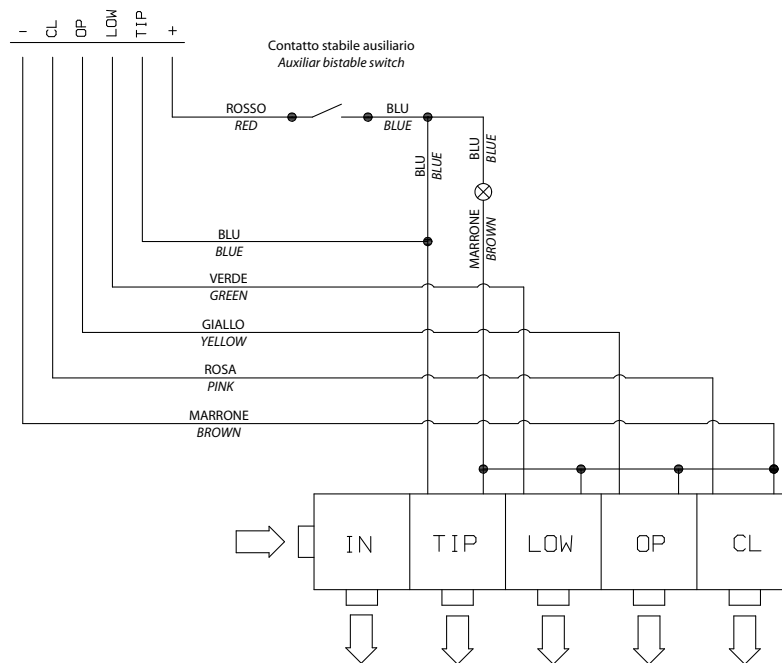 - CL OP LOW TIP +
Contatto stabile ausiliario
Auxiliar bistable switch
ROSSO
RED
BLU
BLUE
BLU
BLUE
BLU
BLUE
MARRONE
BROWN
BLU
BLUE
VERDE
GREEN
GIALLO
YELLOW
ROSA
PINK
MARRONE
BROWN
IN TIP LOW OP CL